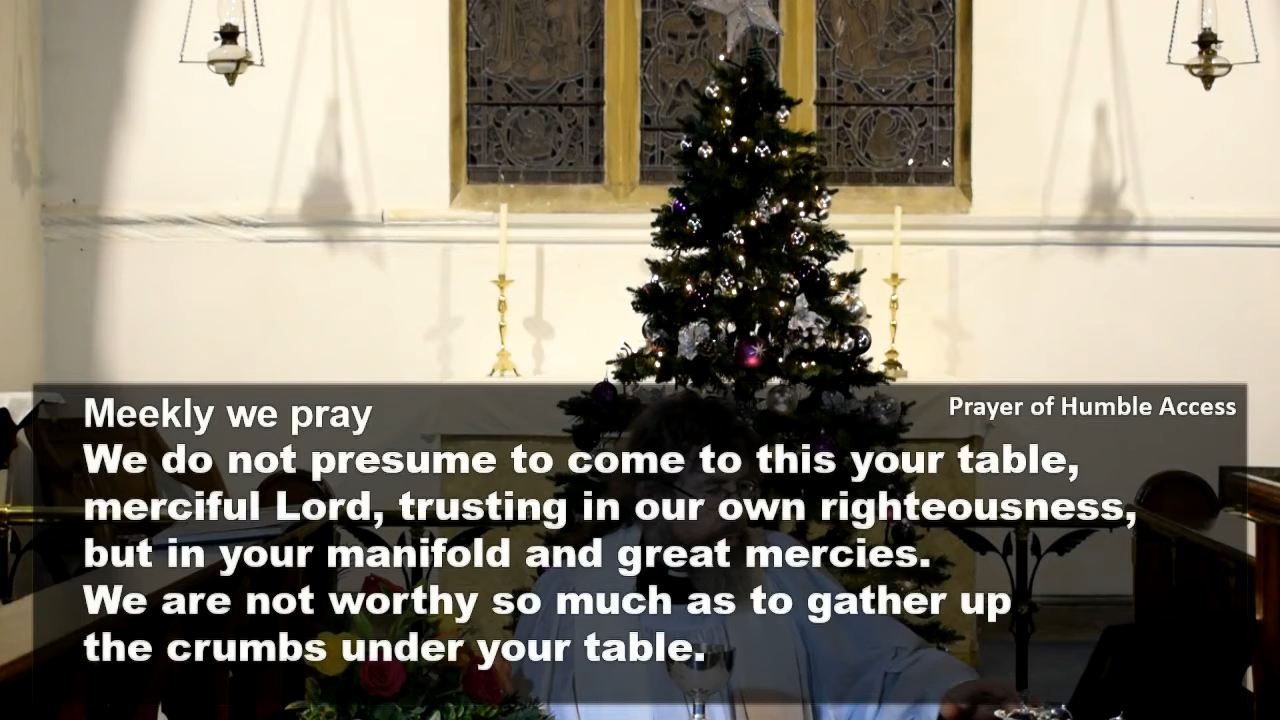 Meekly we pray
Prayer of Humble Access
We do not presume to come to this your table,
merciful Lord, trusting in our own righteousness,
but in your manifold and great mercies.
We are not worthy so much as to gather up
the crumbs under your table.